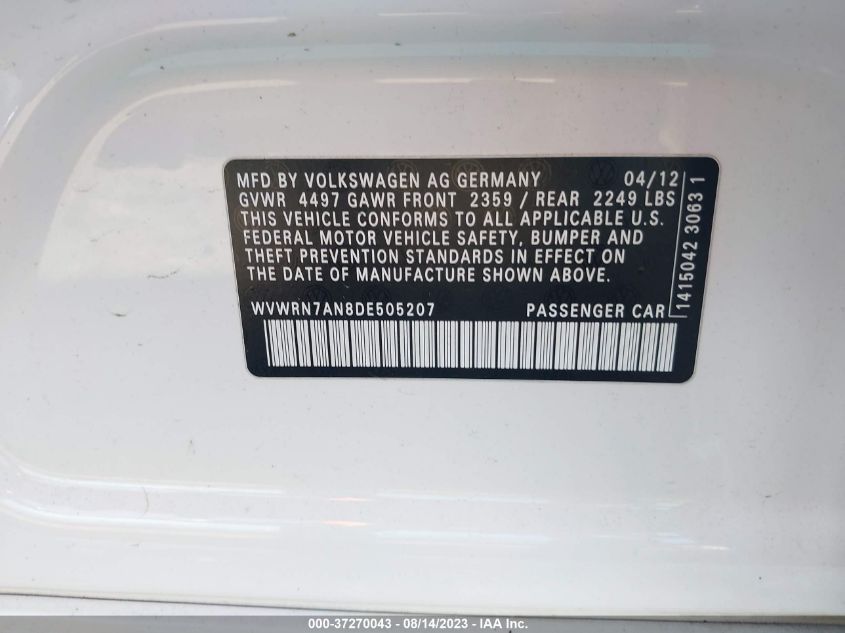 MFD BY VOLKSWAGEN AG GERMANY 04/12
GVWR 4497 GAWR FRONT 2359 / REAR 2249 LBS
THIS VEHICLE CONFORMS TO ALL APPLICABLE U.S.
FEDERAL MOTOR VEHICLE SAFETY, BUMPER AND
THEFT PREVENTION STANDARDS IN EFFECT ON
THE DATE OF MANUFACTURE SHOWN ABOVE.
WVWRN7AN8DE505207 PASSENGER CAR
1415042 3063 1
000-37270043 - 08/14/2023 - IAA Inc.